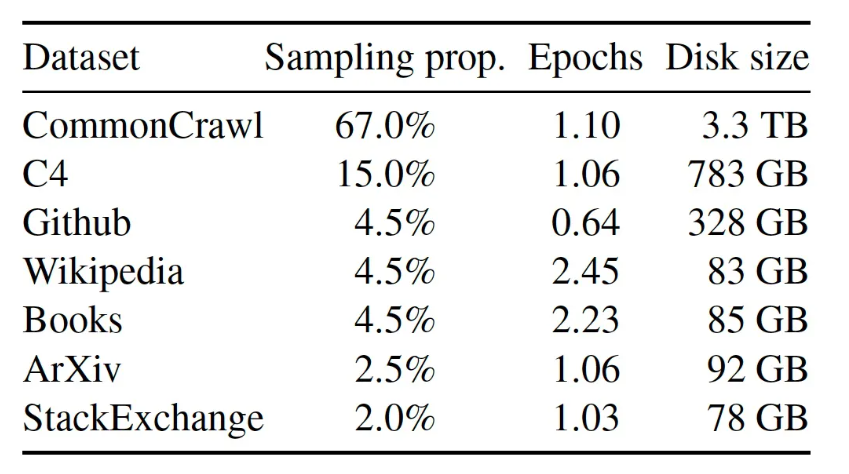 Dataset Sampling prop. Epochs Disk size
CommonCrawl 67.0% 1.10 3.3 TB
C4 15.0% 1.06 783 GB
Github 4.5% 0.64 328 GB
Wikipedia 4.5% 2.45 83 GB
Books 4.5% 2.23 85 GB
ArXiv 2.5% 1.06 92 GB
StackExchange 2.0% 1.03 78 GB